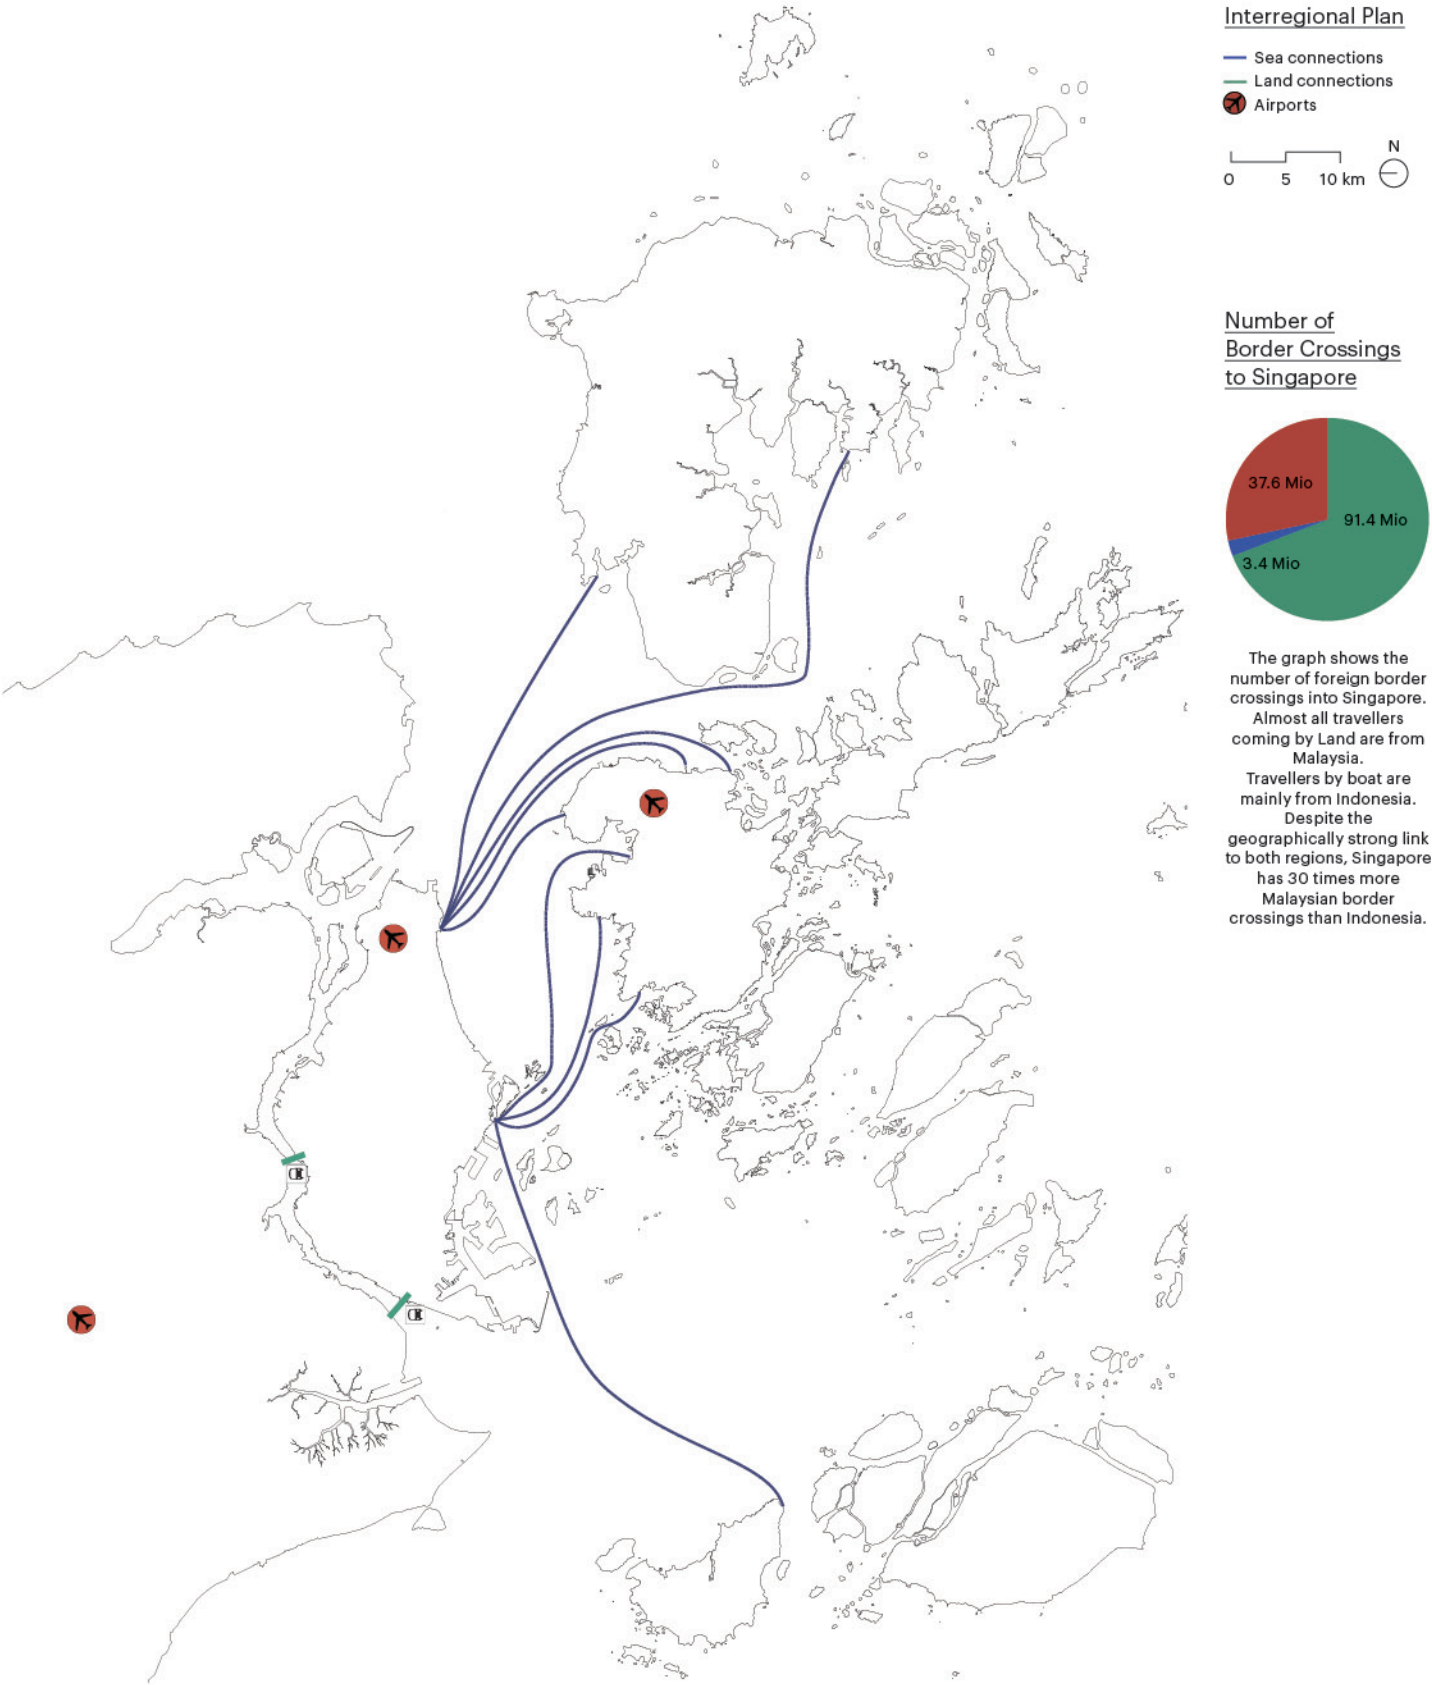 Interregional Plan
Sea connections
Land connections
Airports
N
0 5 10 km
Number of
Border Crossings
to Singapore
37.6 Mio
91.4 Mio
3.4 Mio
The graph shows the
number of foreign border
crossings into Singapore.
Almost all travellers
coming by Land are from
Malaysia.
Travellers by boat are
mainly from Indonesia.
Despite the
geographically strong link
to both regions, Singapore
has 30 times more
Malaysian border
crossings than Indonesia.